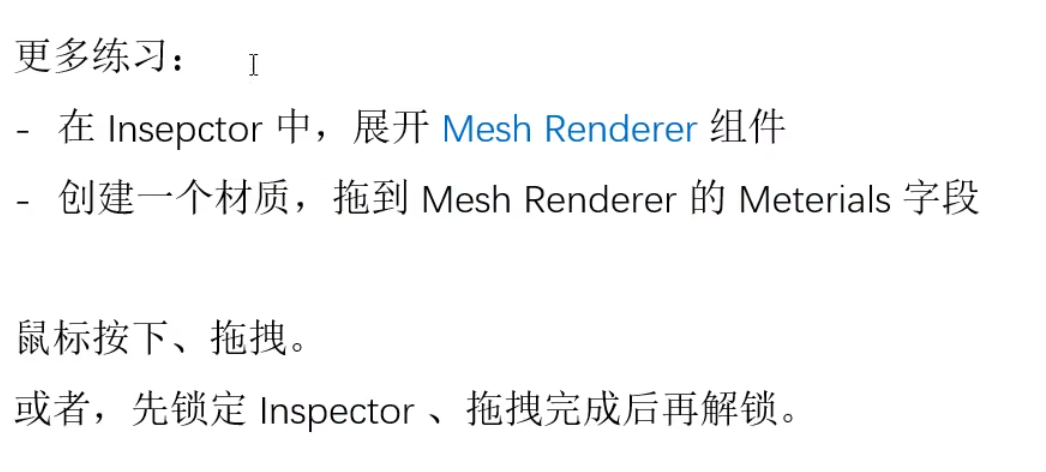 更多练习：
- 在 Insepctor 中，展开 Mesh Renderer 组件
- 创建一个材质，拖到 Mesh Renderer 的 Meterials 字段
鼠标按下、拖拽。
或者，先锁定 Inspector 、拖拽完成后再解锁。